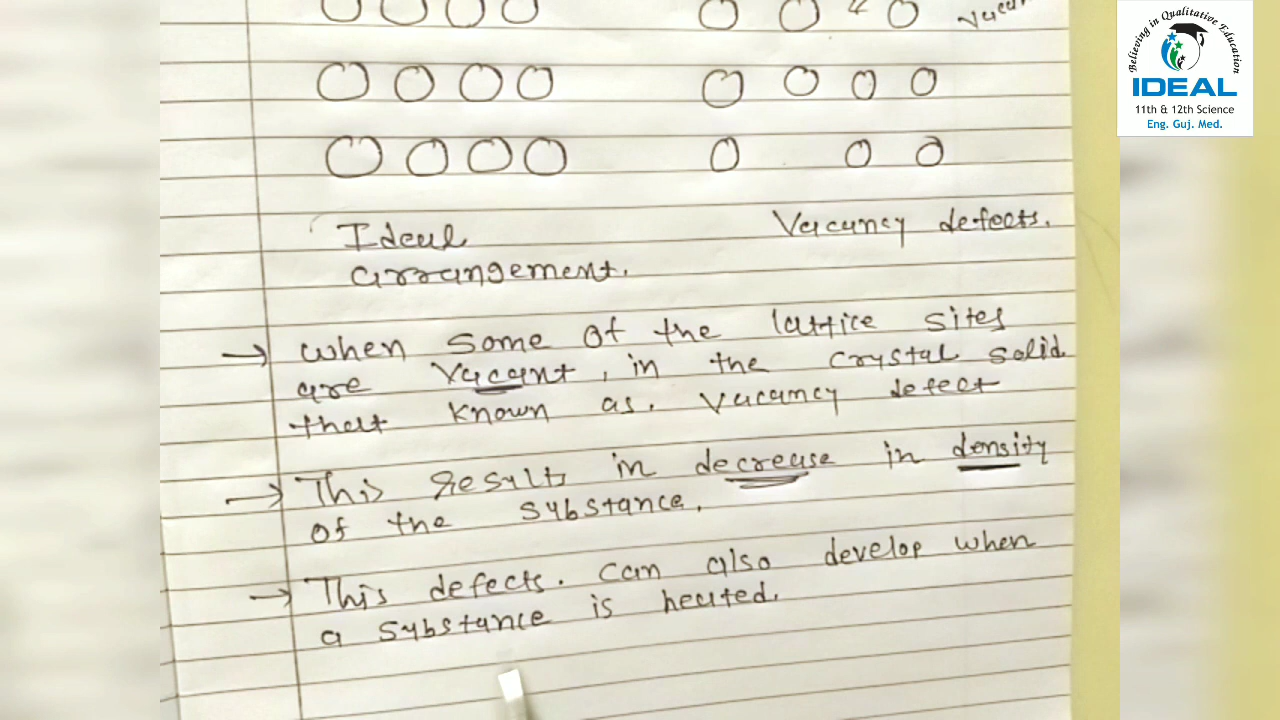 Ideal
arrangement.
Vacancy defects.
→ when some of the lattice sites
are vacant, in the crystal solid
that known as. vacancy defect
→ This results in decrease in density
of the substance.
→ This defects. can also develop when
a substance is heated.
Believing in Qualitative Education
IDEAL
11th & 12th Science
Eng. Guj. Med.